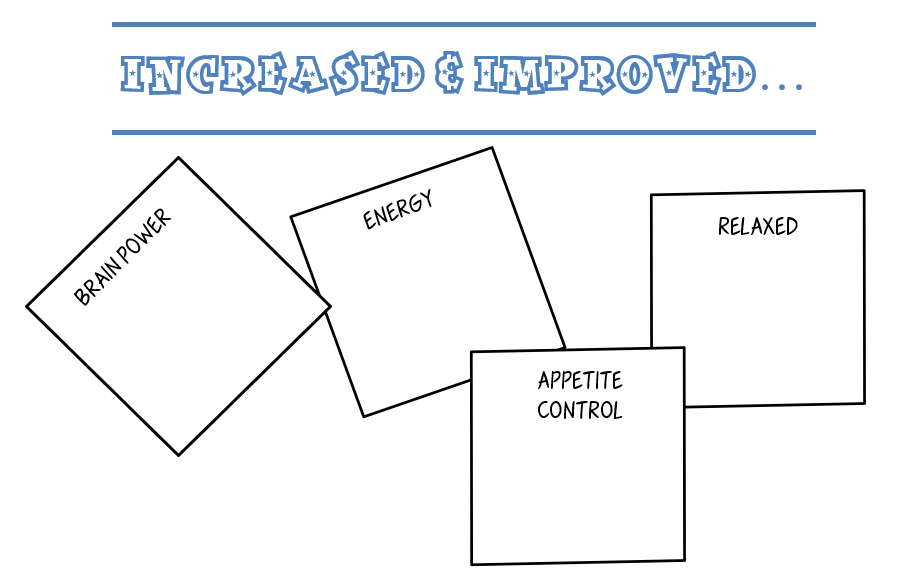 INCREASED & IMPROVED...
BRAIN POWER
ENERGY
RELAXED
APPETITE
CONTROL